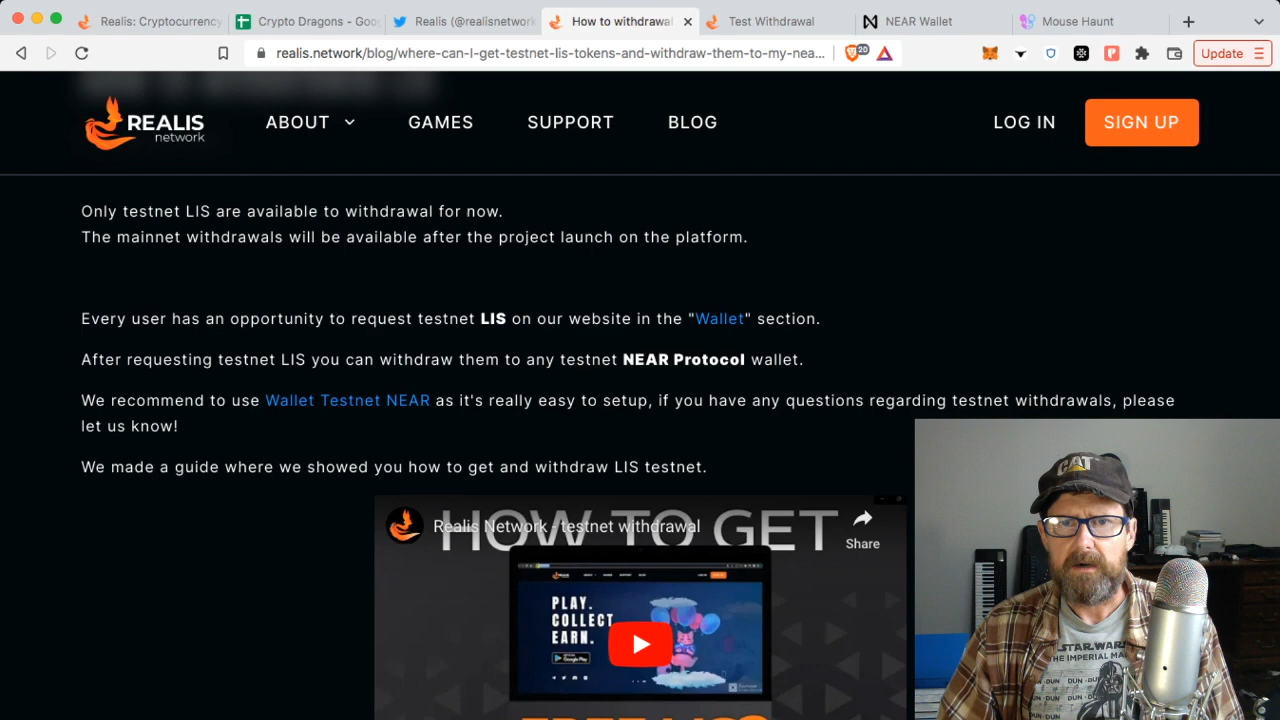 Realis: Cryptocurrency
Crypto Dragons - Goo
Realis (@realisnetwork
How to withdrawal
Test Withdrawal
NEAR Wallet
Mouse Haunt
realis.network/blog/where-can-I-get-testnet-lis-tokens-and-withdraw-them-to-my-nea...
20
Update
REALIS
network
ABOUT
GAMES
SUPPORT
BLOG
LOG IN
SIGN UP
Only testnet LIS are available to withdrawal for now.
The mainnet withdrawals will be available after the project launch on the platform.
Every user has an opportunity to request testnet LIS on our website in the "Wallet" section.
After requesting testnet LIS you can withdraw them to any testnet NEAR Protocol wallet.
We recommend to use Wallet Testnet NEAR as it's really easy to setup, if you have any questions regarding testnet withdrawals, please
let us know!
We made a guide where we showed you how to get and withdraw LIS testnet.
Realis Network - testnet withdrawal
HOW TO GET
Share
PLAY.
COLLECT
EARN.
Google Play
CAT
STAR WARS
THE IMPERIAL MA
DUN DUN DU